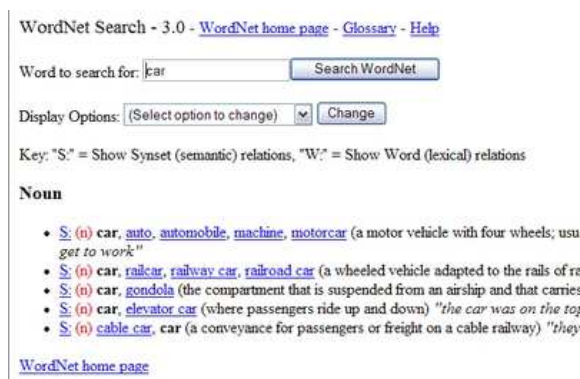 WordNet Search - 3.0 - WordNet home page - Glossary - Help
Word to search for: car Search WordNet
Display Options: (Select option to change) Change
Key: "S:" = Show Synset (semantic) relations, "W:" = Show Word (lexical) relations
Noun
• S: (n) car, auto, automobile, machine, motorcar (a motor vehicle with four wheels; usu
get to work"
• S: (n) car, railcar, railway car, railroad car (a wheeled vehicle adapted to the rails of ra
• S: (n) car, gondola (the compartment that is suspended from an airship and that carries
• S: (n) car, elevator car (where passengers ride up and down) "the car was on the top
• S: (n) cable car, car (a conveyance for passengers or freight on a cable railway) "they
WordNet home page